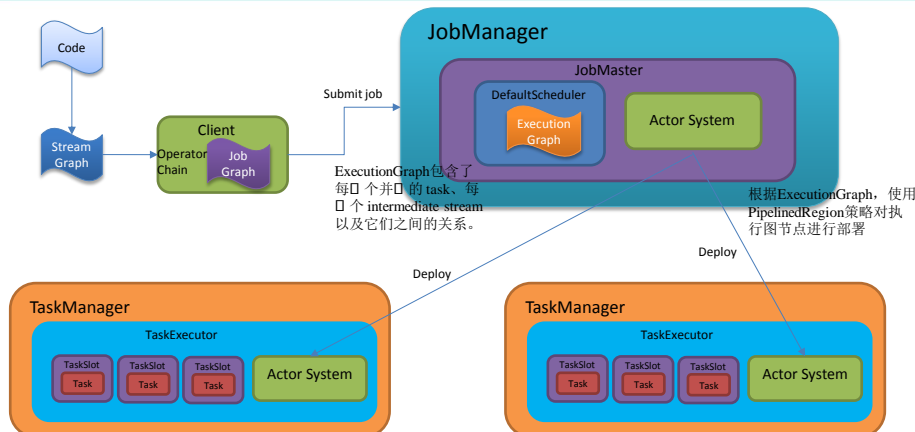 Code
Stream
Graph
Client
Operator
Chain
Job
Graph
Submit job
JobManager
JobMaster
DefaultScheduler
Execution
Graph
Actor System
ExecutionGraph包含了
每 个并 的 task、每
个 intermediate stream
以及它们之间的关系。
根据ExecutionGraph，使用
PipelinedRegion策略对执
行图节点进行部署
Deploy
Deploy
TaskManager
TaskExecutor
TaskSlot
Task
TaskSlot
Task
TaskSlot
Task
Actor System
TaskManager
TaskExecutor
TaskSlot
Task
TaskSlot
Task
TaskSlot
Task
Actor System